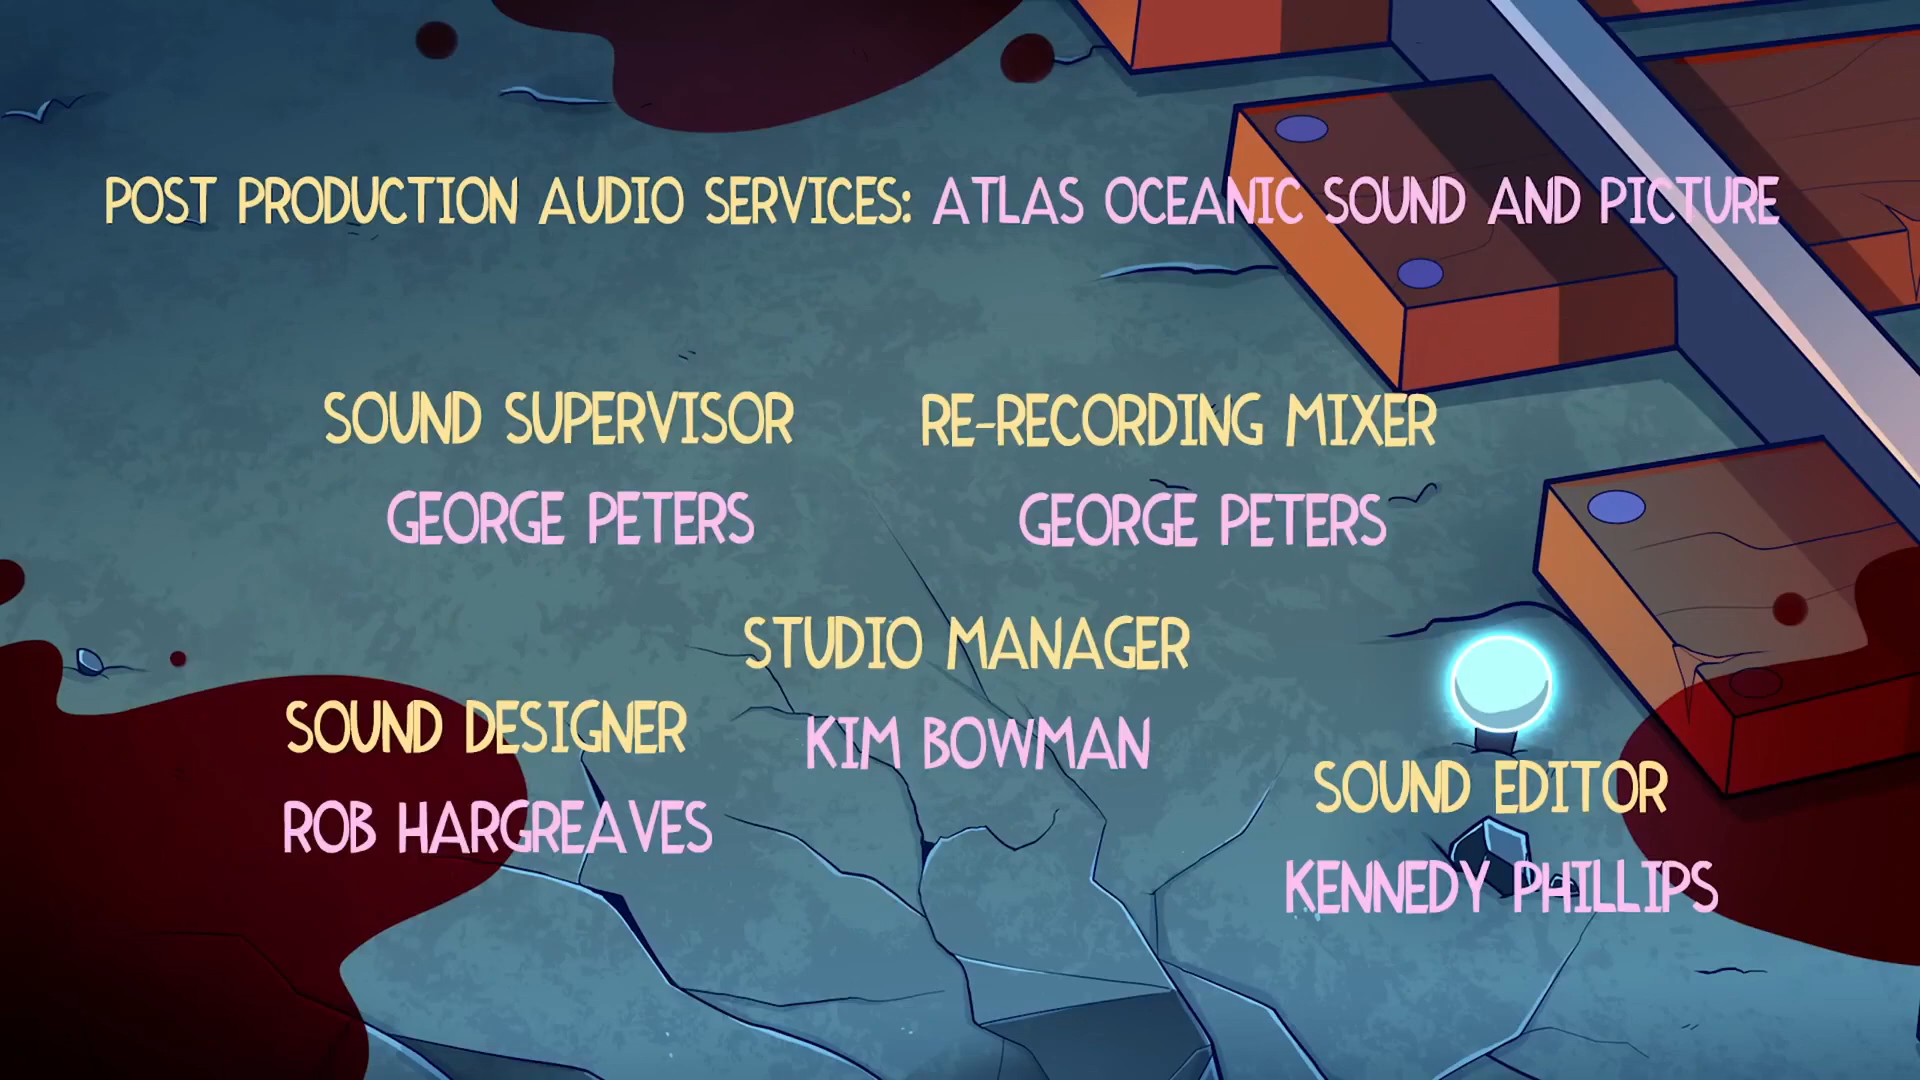 POST PRODUCTION AUDIO SERVICES: ATLAS OCEANIC SOUND AND PICTURE
SOUND SUPERVISOR
GEORGE PETERS
RE-RECORDING MIXER
GEORGE PETERS
STUDIO MANAGER
KIM BOWMAN
SOUND DESIGNER
ROB HARGREAVES
SOUND EDITOR
KENNEDY PHILLIPS